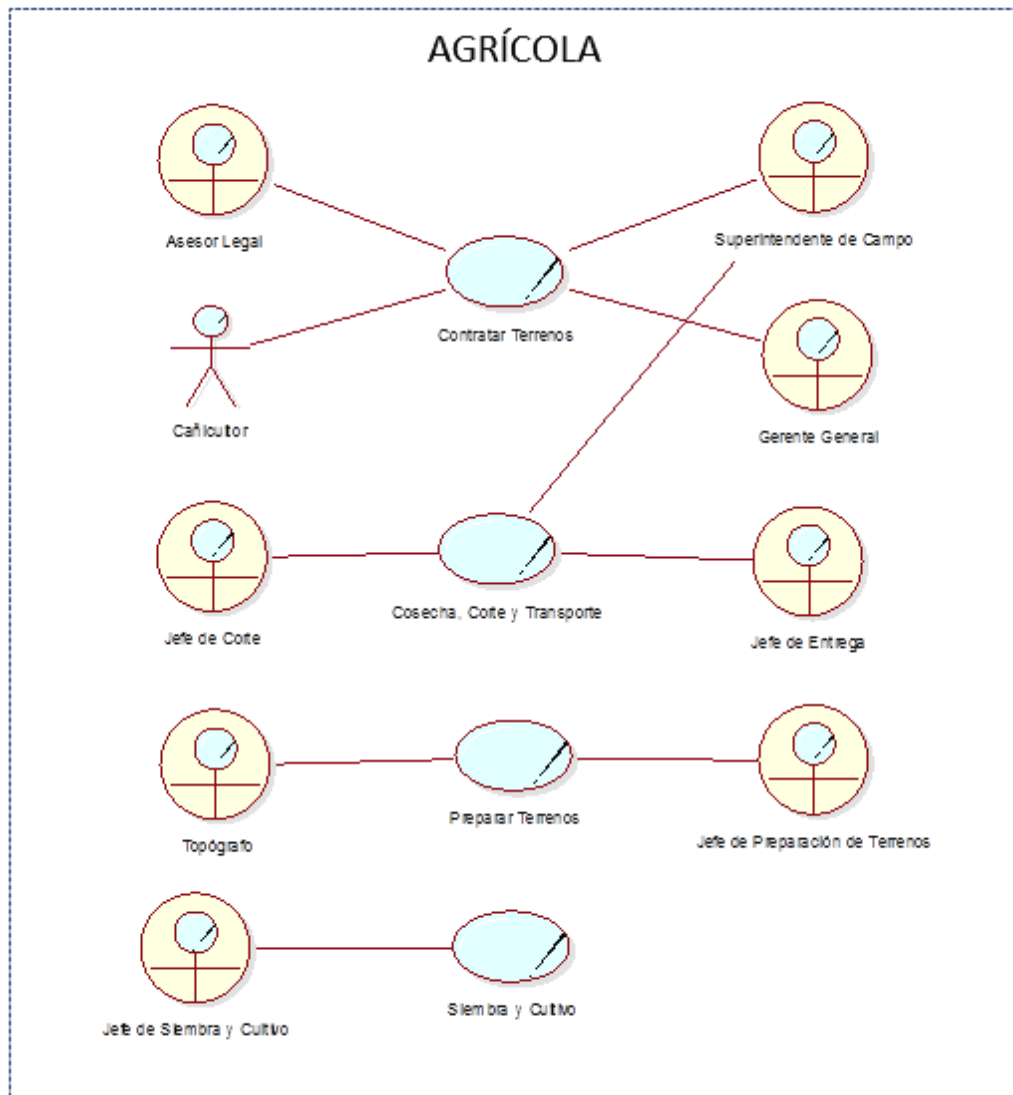 AGRÍCOLA
Asesor Legal
Superintendente de Campo
Contratar Terrenos
Cañicultor
Gerente General
Jefe de Corte
Cosecha, Corte y Transporte
Jefe de Entrega
Topógrafo
Preparar Terrenos
Jefe de Preparación de Terrenos
Jefe de Siembra y Cultivo
Siembra y Cultivo